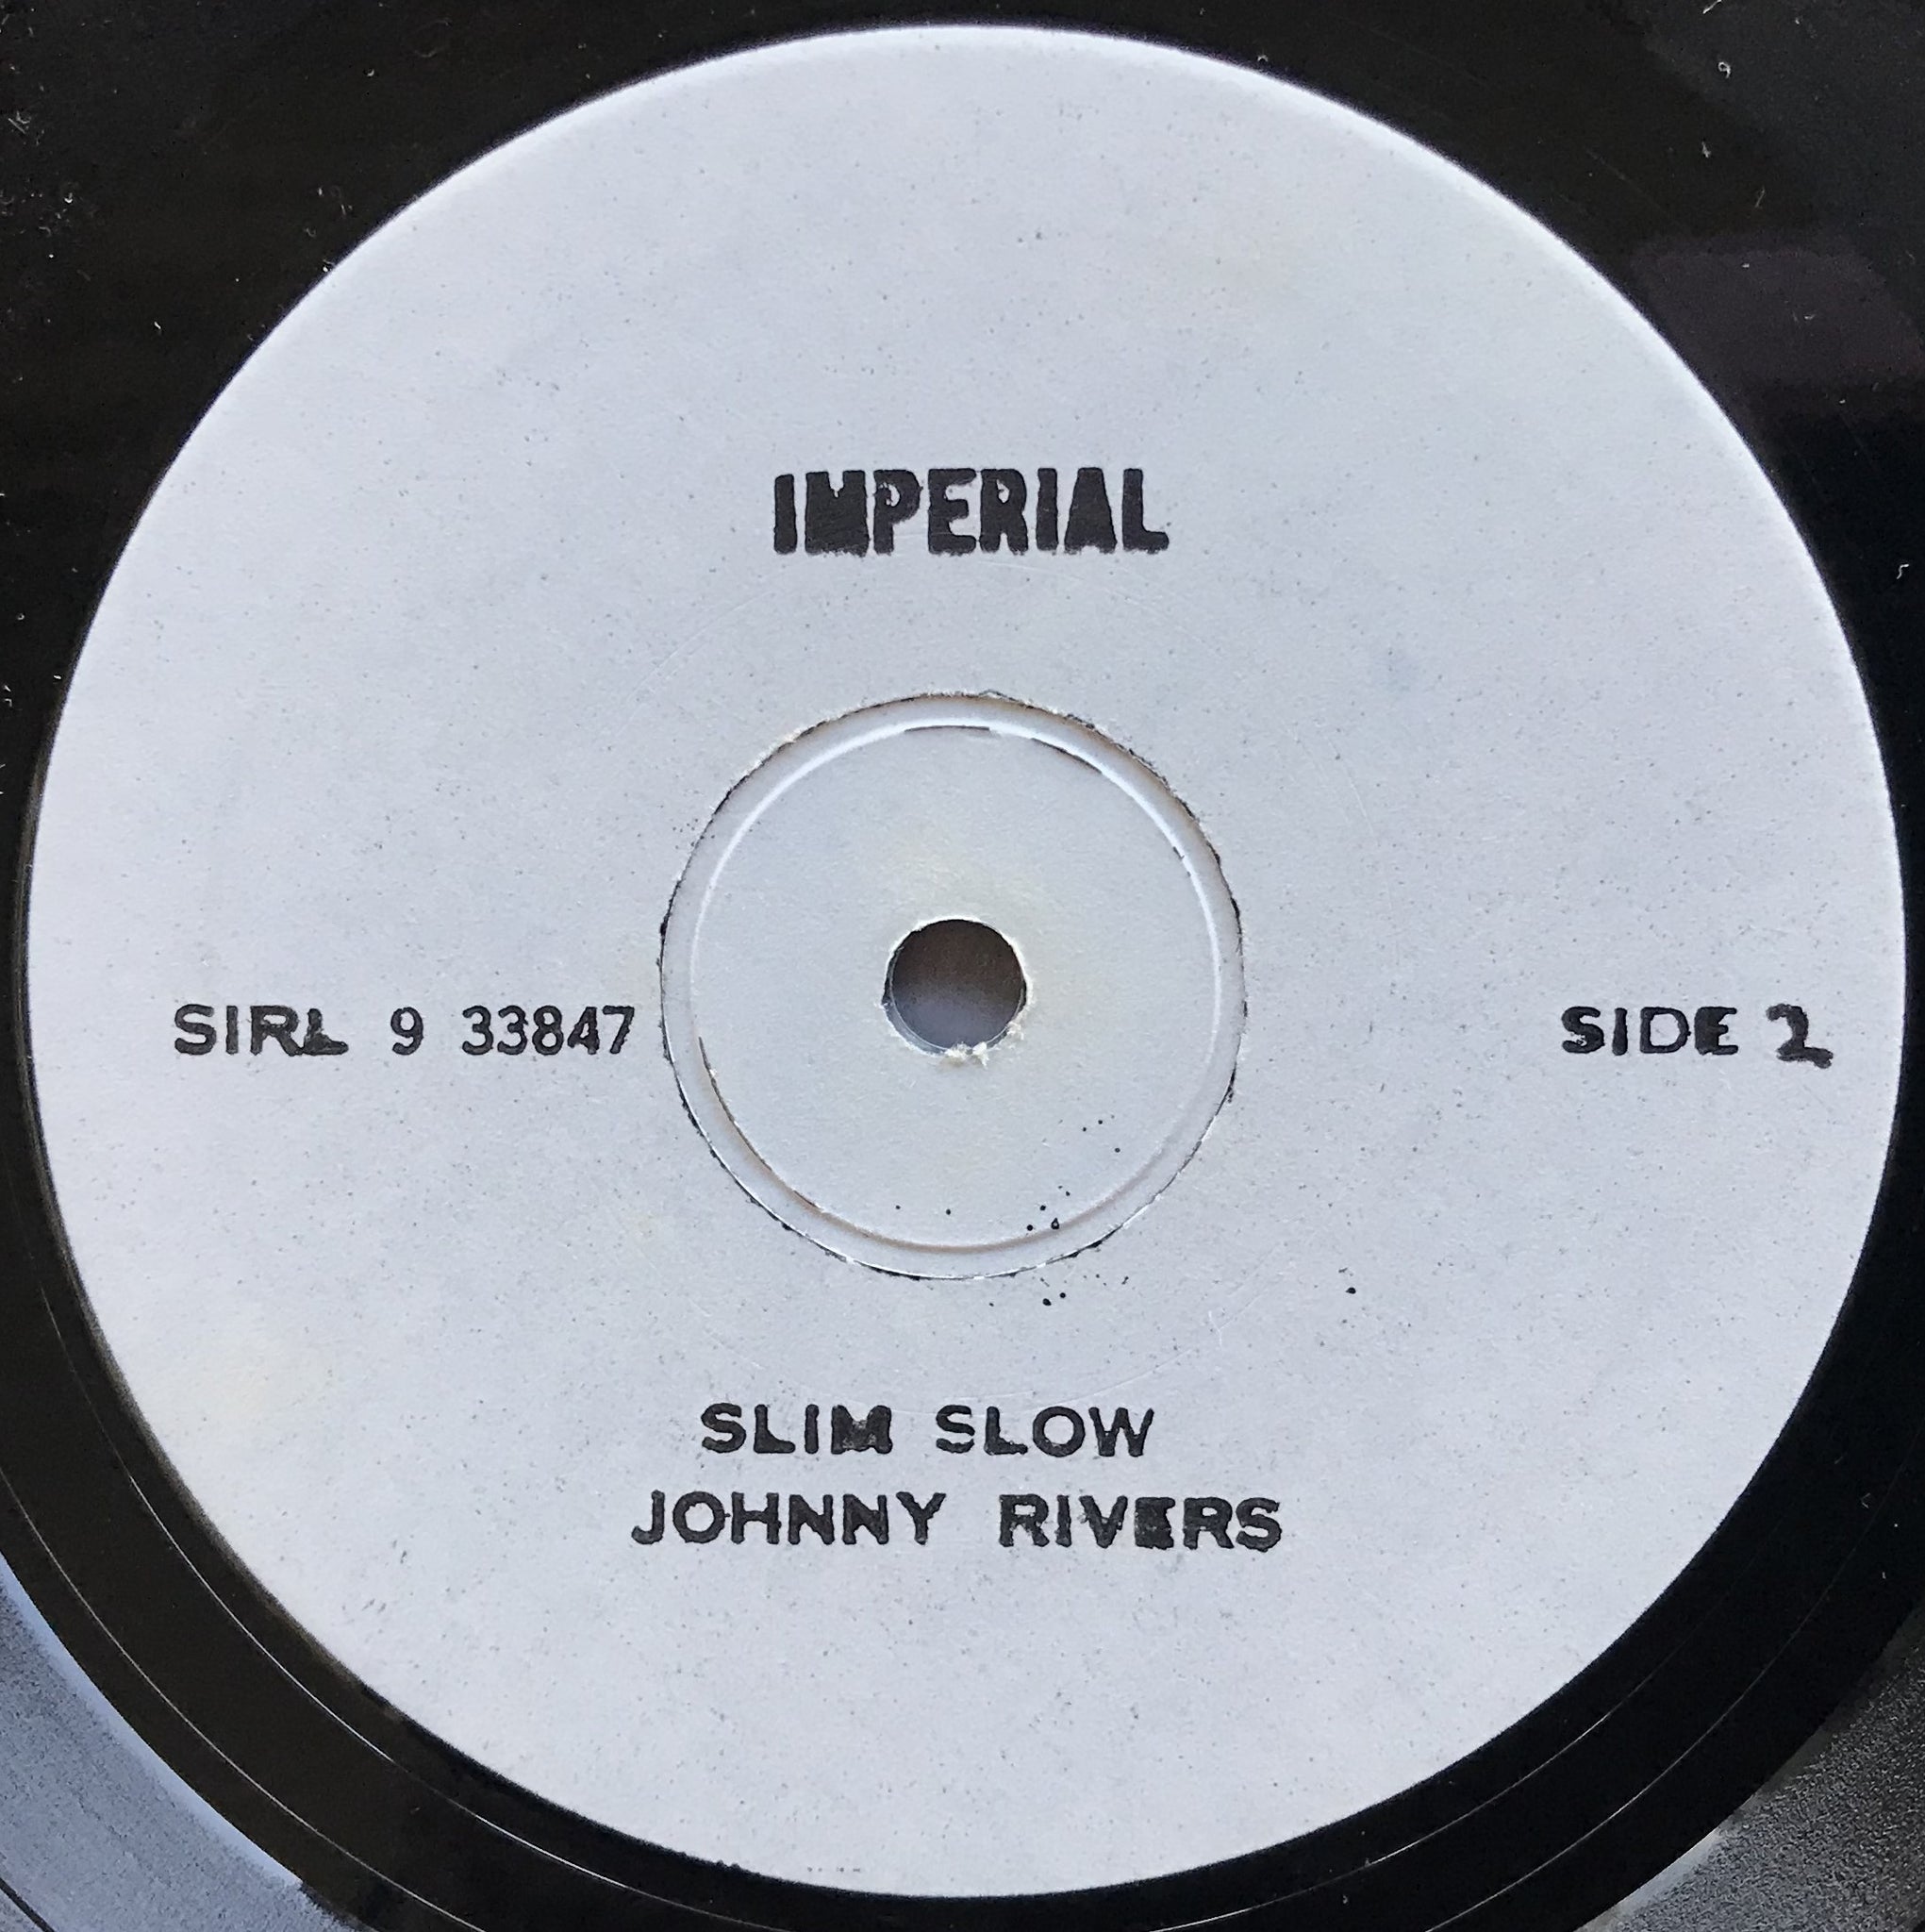 IMPERIAL
SIRL 9 33847
SIDE 2
SLIM SLOW
JOHNNY RIVERS